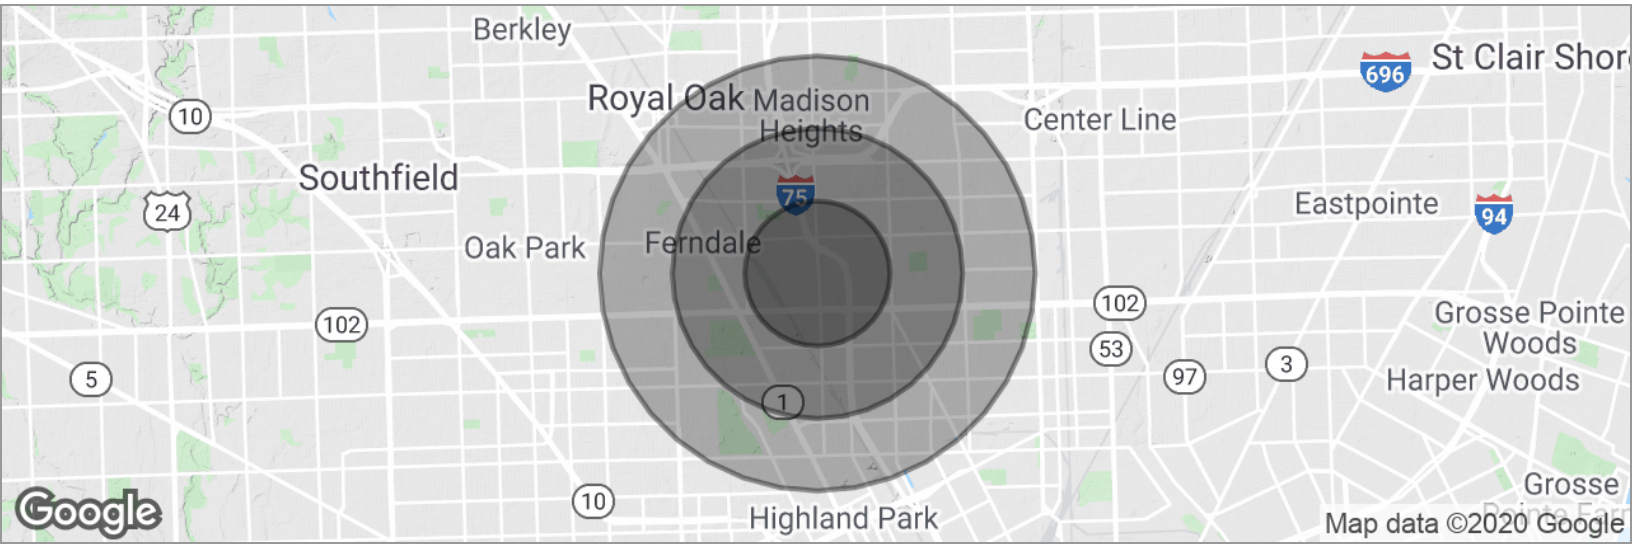 Berkley
696
St Clair Shor
Royal Oak
Madison
Heights
10
Center Line
Southfield
75
24
Eastpointe
94
Ferndale
Oak Park
102
102
Grosse Pointe
Woods
53
5
97
3
Harper Woods
1
Grosse
Pointe Farm
10
Google
Highland Park
Map data ©2020 Google